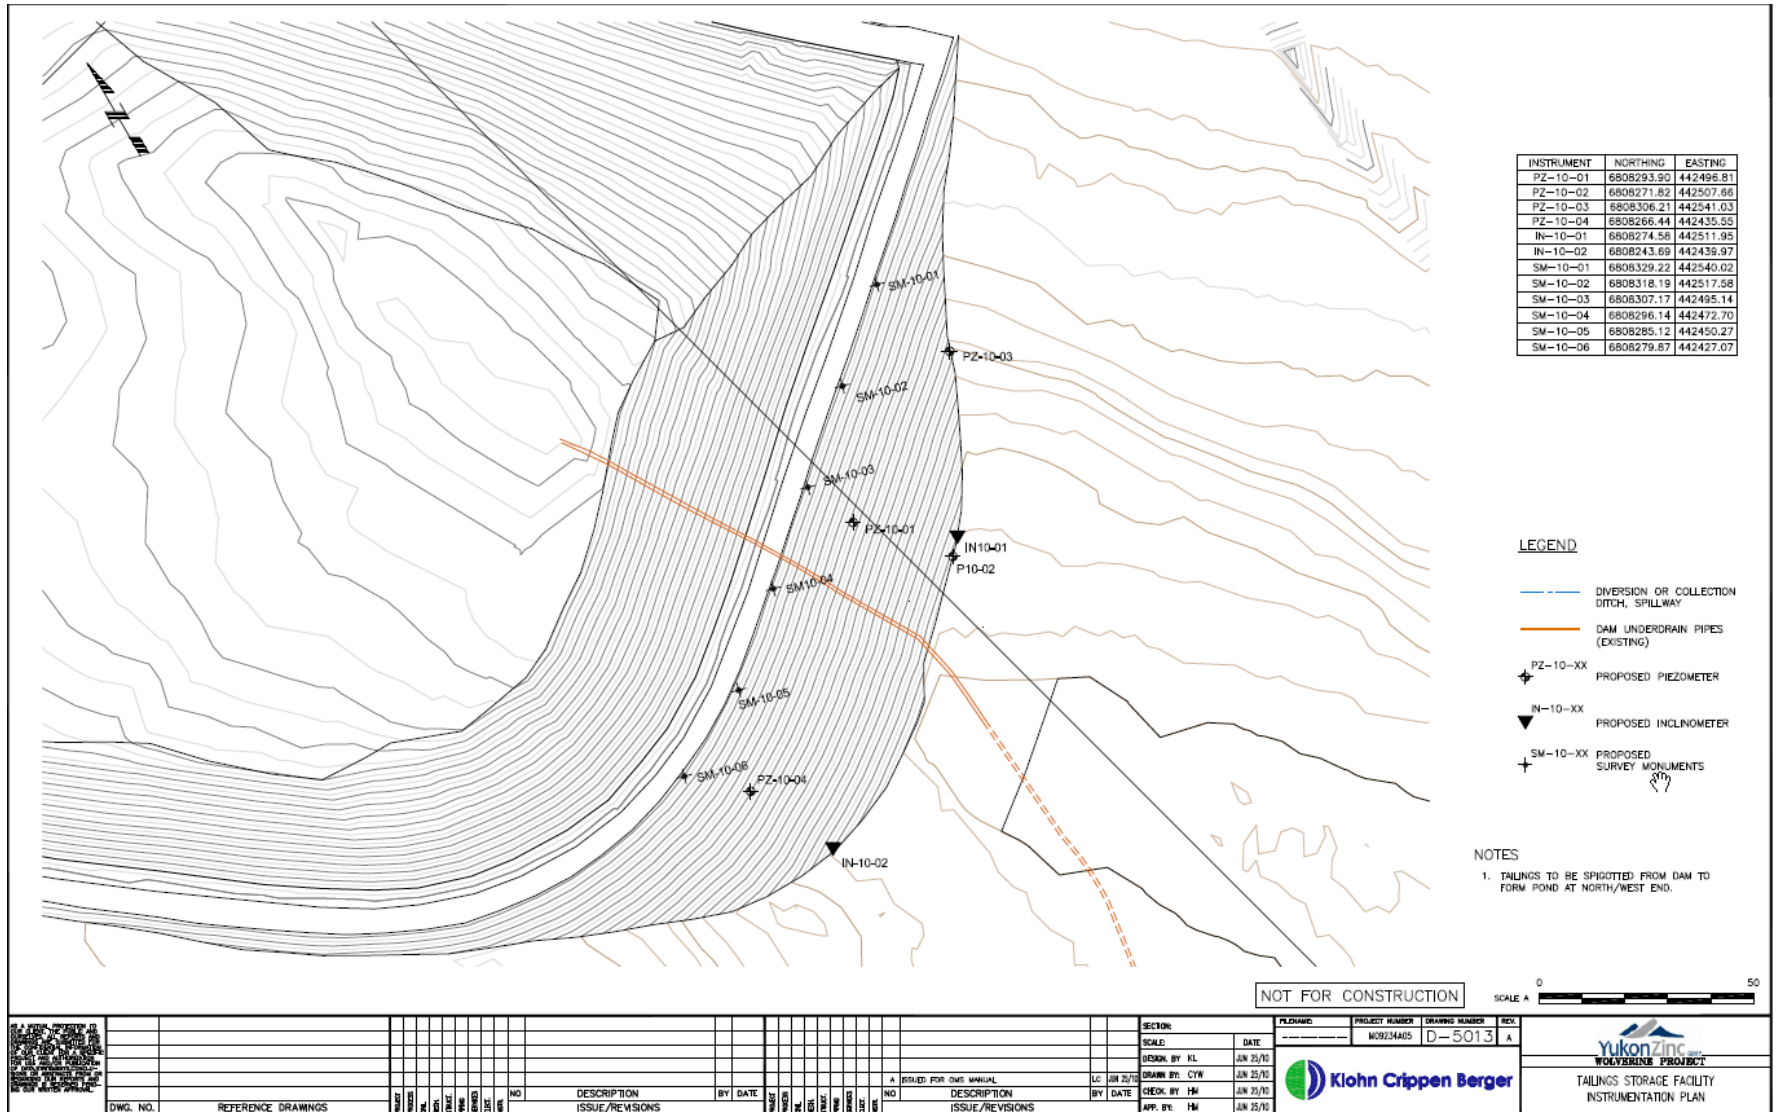 SM-10-01
PZ-10-03
SM-10-02
SM-10-03
PZ-10-01
IN10-01
P10-02
SM10-04
SM-10-05
SM-10-06
PZ-10-04
IN-10-02
INSTRUMENT NORTHING EASTING
PZ-10-01 6808293.90 442496.81
PZ-10-02 6808271.82 442507.66
PZ-10-03 6808306.21 442541.03
PZ-10-04 6808266.44 442435.55
IN-10-01 6808274.58 442511.95
IN-10-02 6808243.69 442439.97
SM-10-01 6808329.22 442540.02
SM-10-02 6808318.19 442517.58
SM-10-03 6808307.17 442495.14
SM-10-04 6808296.14 442472.70
SM-10-05 6808285.12 442450.27
SM-10-06 6808279.87 442427.07
LEGEND
DIVERSION OR COLLECTION
DITCH, SPILLWAY
DAM UNDERDRAIN PIPES
(EXISTING)
PZ-10-XX
PROPOSED PIEZOMETER
IN-10-XX
PROPOSED INCLINOMETER
SM-10-XX PROPOSED
SURVEY MONUMENTS
NOTES
1. TAILINGS TO BE SPIGOTTED FROM DAM TO
FORM POND AT NORTH/WEST END.
NOT FOR CONSTRUCTION
SCALE A
0 50
DWG. NO. REFERENCE DRAWINGS
NO DESCRIPTION BY DATE
ISSUE/REVISIONS
A ISSUED FOR OMS MANUAL LC JUN 25/10
NO DESCRIPTION BY DATE
ISSUE/REVISIONS
SECTION:
SCALE: DATE
DESIGN. BY KL JUN 25/10
DRAWN BY: CYW JUN 25/10
CHECK. BY HM JUN 25/10
APP. BY: HM JUN 25/10
FILENAME: PROJECT NUMBER DRAWING NUMBER REV.
M09234A05 D-5013 A
Klohn Crippen Berger
YukonZinc
WOLVERINE PROJECT
TAILINGS STORAGE FACILITY
INSTRUMENTATION PLAN